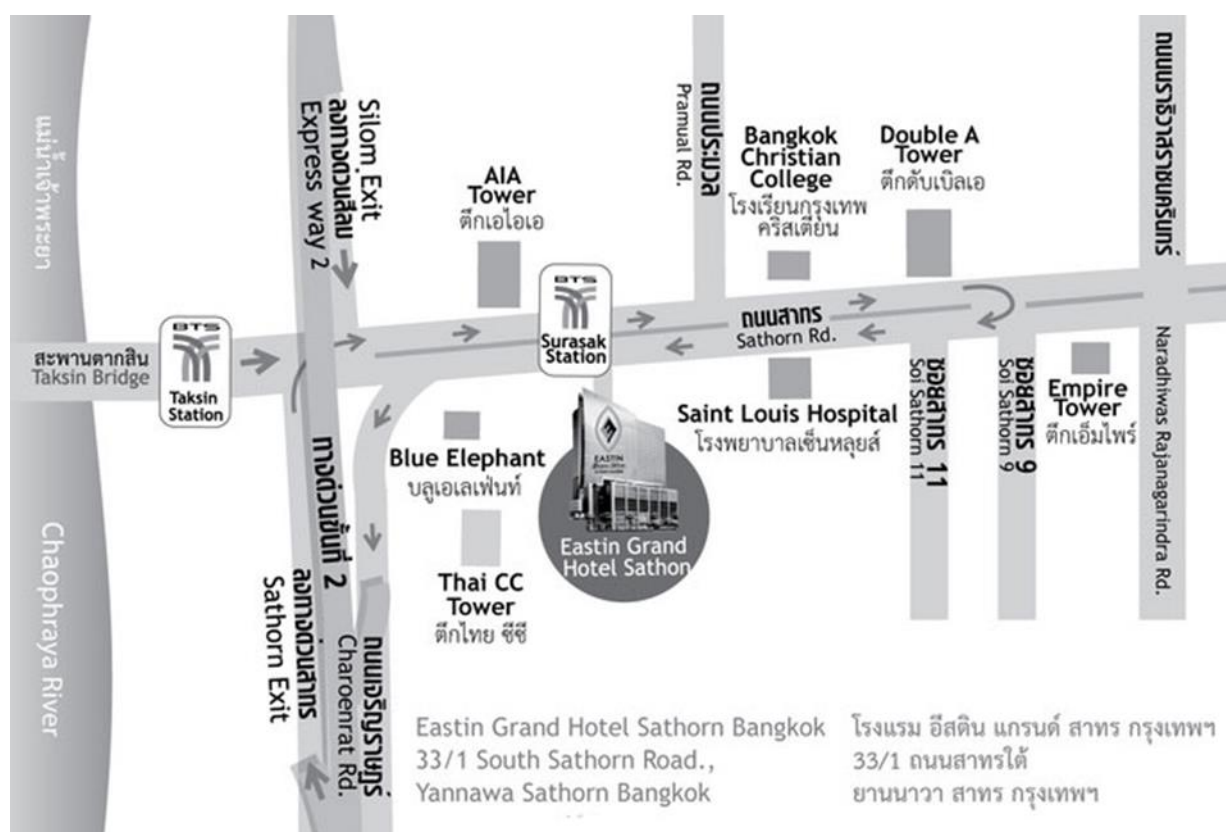 แม่น้ำเจ้าพระยา
Chaophraya River
สะพานตากสิน
Taksin Bridge
BTS
Taksin
Station
Silom Exit
ลงทางด่วนสีลม
Express way 2
AIA
Tower
ตึกเอไอเอ
BTS
Surasak
Station
ถนนประมวล
Pramual Rd.
Bangkok
Christian
College
โรงเรียนกรุงเทพ
คริสเตียน
Double A
Tower
ตึกดับเบิลเอ
ถนนนราธิวาสราชนครินทร์
Naradhiwas Rajanagarindra Rd.
ถนนสาทร
Sathorn Rd.
Blue Elephant
บลูเอเลเฟ่นท์
Thai CC
Tower
ตึกไทย ซีซี
EASTIN
Eastin Grand
Hotel Sathon
Saint Louis Hospital
โรงพยาบาลเซ็นหลุยส์
ซอยสาทร 11
Soi Sathorn 11
ซอยสาทร 9
Soi Sathorn 9
Empire
Tower
ตึกเอ็มไพร์
ทางด่วนขั้นที่ 2
ลงทางด่วนสาทร
Sathorn Exit
ถนนเจริญราษฎร์
Charoenrat Rd.
Eastin Grand Hotel Sathorn Bangkok
33/1 South Sathorn Road.,
Yannawa Sathorn Bangkok
โรงแรม อีสติน แกรนด์ สาทร กรุงเทพฯ
33/1 ถนนสาทรใต้
ยานนาวา สาทร กรุงเทพฯ